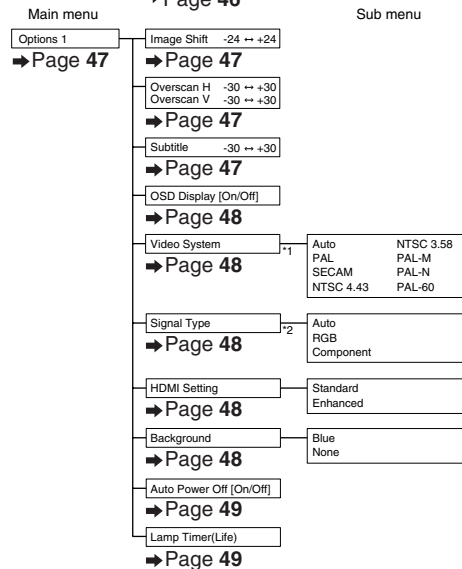 ➡Page 46
Main menu
Sub menu
Options 1
➡Page 47
Image Shift -24 ↔ +24
➡Page 47
Overscan H -30 ↔ +30
Overscan V -30 ↔ +30
➡Page 47
Subtitle -30 ↔ +30
➡Page 47
OSD Display [On/Off]
➡Page 48
Video System
*1
➡Page 48
Auto NTSC 3.58
PAL PAL-M
SECAM PAL-N
NTSC 4.43 PAL-60
Signal Type
*2
➡Page 48
Auto
RGB
Component
HDMI Setting
➡Page 48
Standard
Enhanced
Background
➡Page 48
Blue
None
Auto Power Off [On/Off]
➡Page 49
Lamp Timer(Life)
➡Page 49